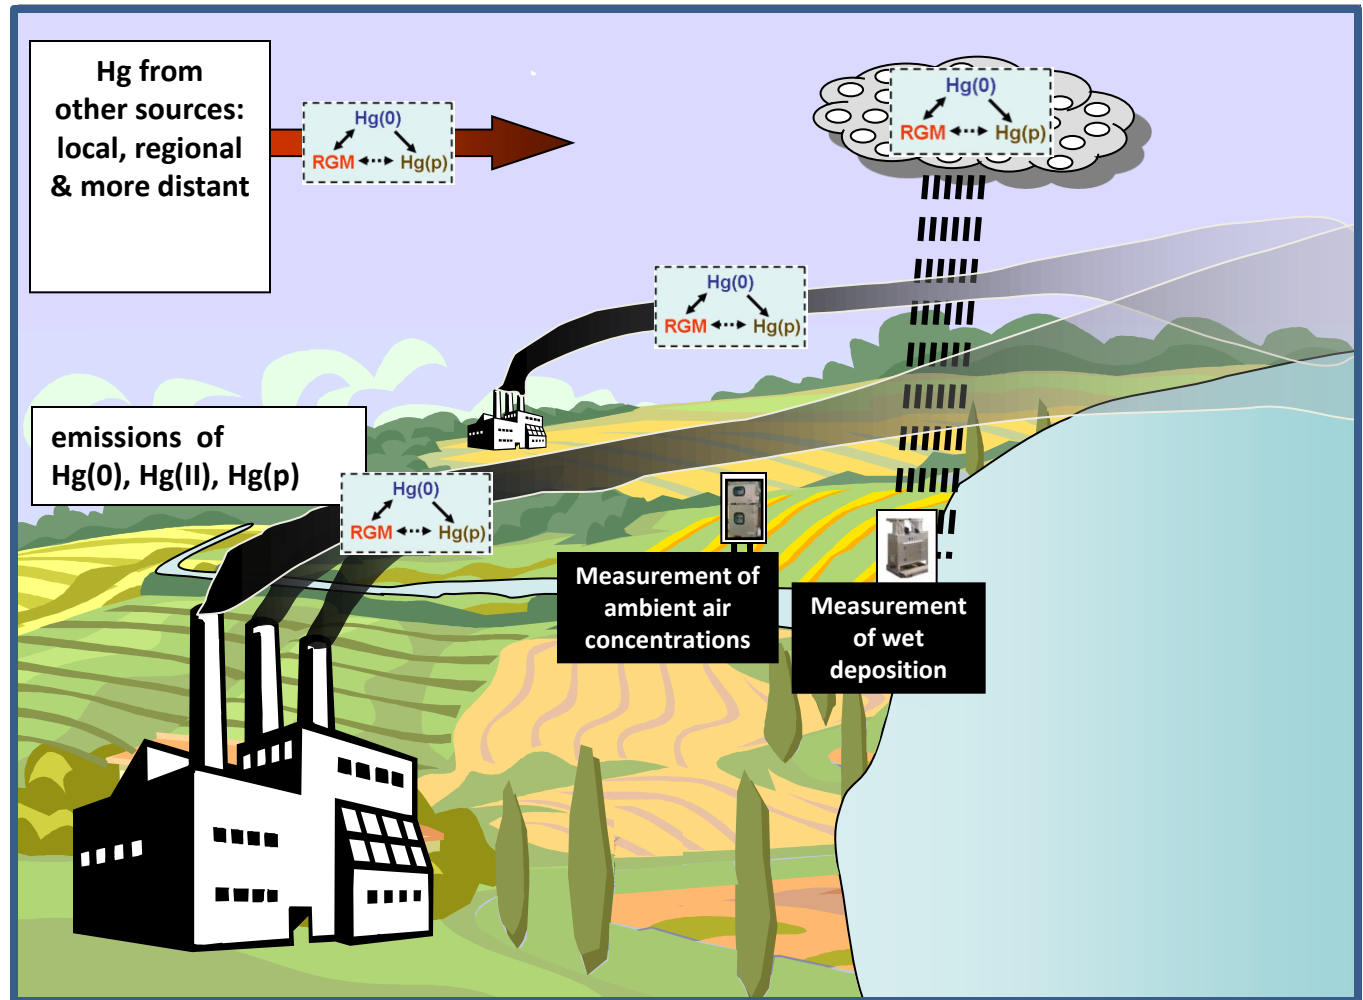 Hg from
other sources:
local, regional
& more distant
Hg(0)
RGM
Hg(p)
Hg(0)
RGM
Hg(p)
Hg(0)
RGM
Hg(p)
emissions of
Hg(0), Hg(II), Hg(p)
Hg(0)
RGM
Hg(p)
Measurement of
ambient air
concentrations
Measurement
of wet
deposition